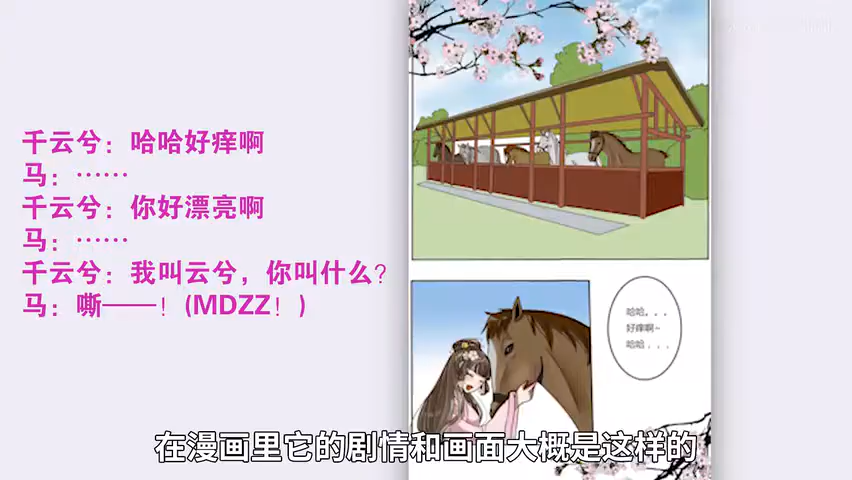 千云兮：哈哈好痒啊
马：……
千云兮：你好漂亮啊
马：……
千云兮：我叫云兮，你叫什么？
马：嘶——！(MDZZ！)
哈哈...
好痒啊~
哈哈...
在漫画里它的剧情和画面大概是这样的